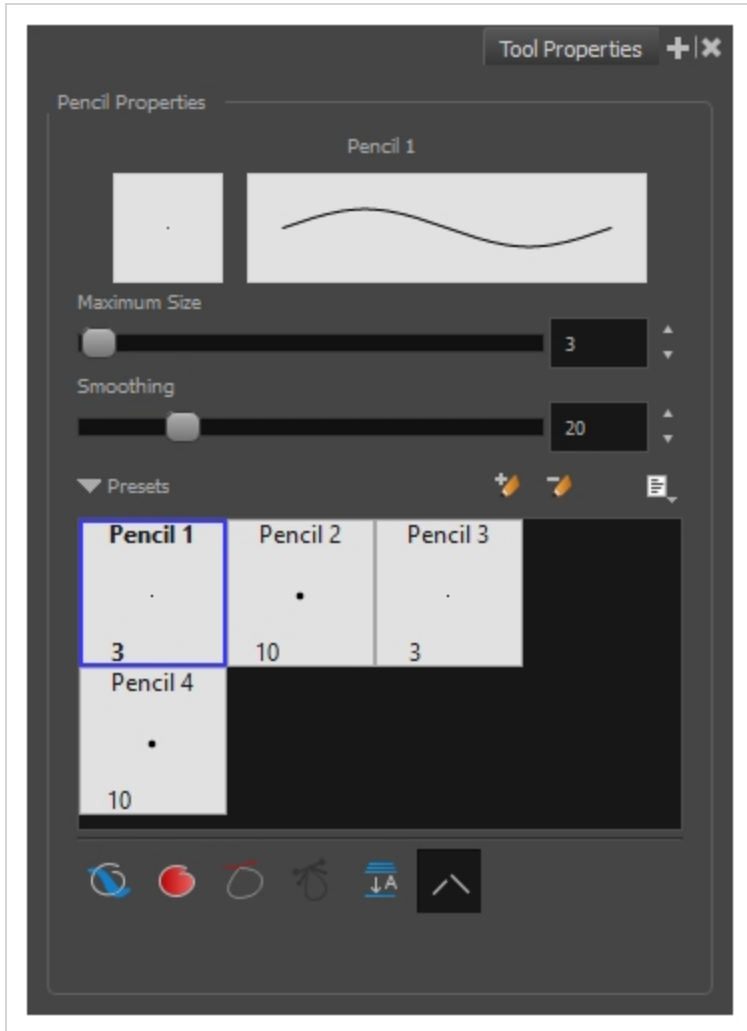 Tool Properties
Pencil Properties
Pencil 1
Maximum Size
3
Smoothing
20
Presets
Pencil 1 Pencil 2 Pencil 3
3 10 3
Pencil 4
10
A